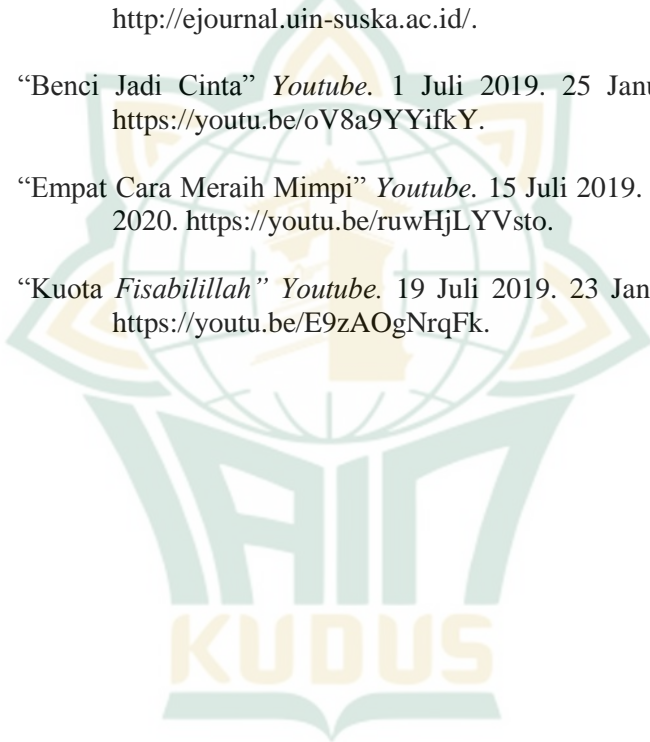 http://ejournal.uin-suska.ac.id/.
“Benci Jadi Cinta” Youtube. 1 Juli 2019. 25
https://youtu.be/oV8a9YYifkY.
“Empat Cara Meraih Mimpi” Youtube. 15 Juli 2019.
2020. https://youtu.be/ruwHjLYVsto.
“Kuota Fisabilillah” Youtube. 19 Juli 2019. 23
https://youtu.be/E9zAOgNrqFk.
IAIN
KUDUS